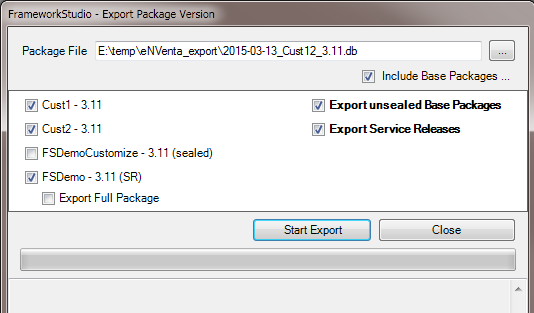 FrameworkStudio - Export Package Version
Package File E:\temp\eNVenta_export\2015-03-13_Cust12_3.11.db ...
Include Base Packages ...
Cust1 - 3.11 Export unsealed Base Packages
Cust2 - 3.11 Export Service Releases
FSDemoCustomize - 3.11 (sealed)
FSDemo - 3.11 (SR)
Export Full Package
Start Export Close